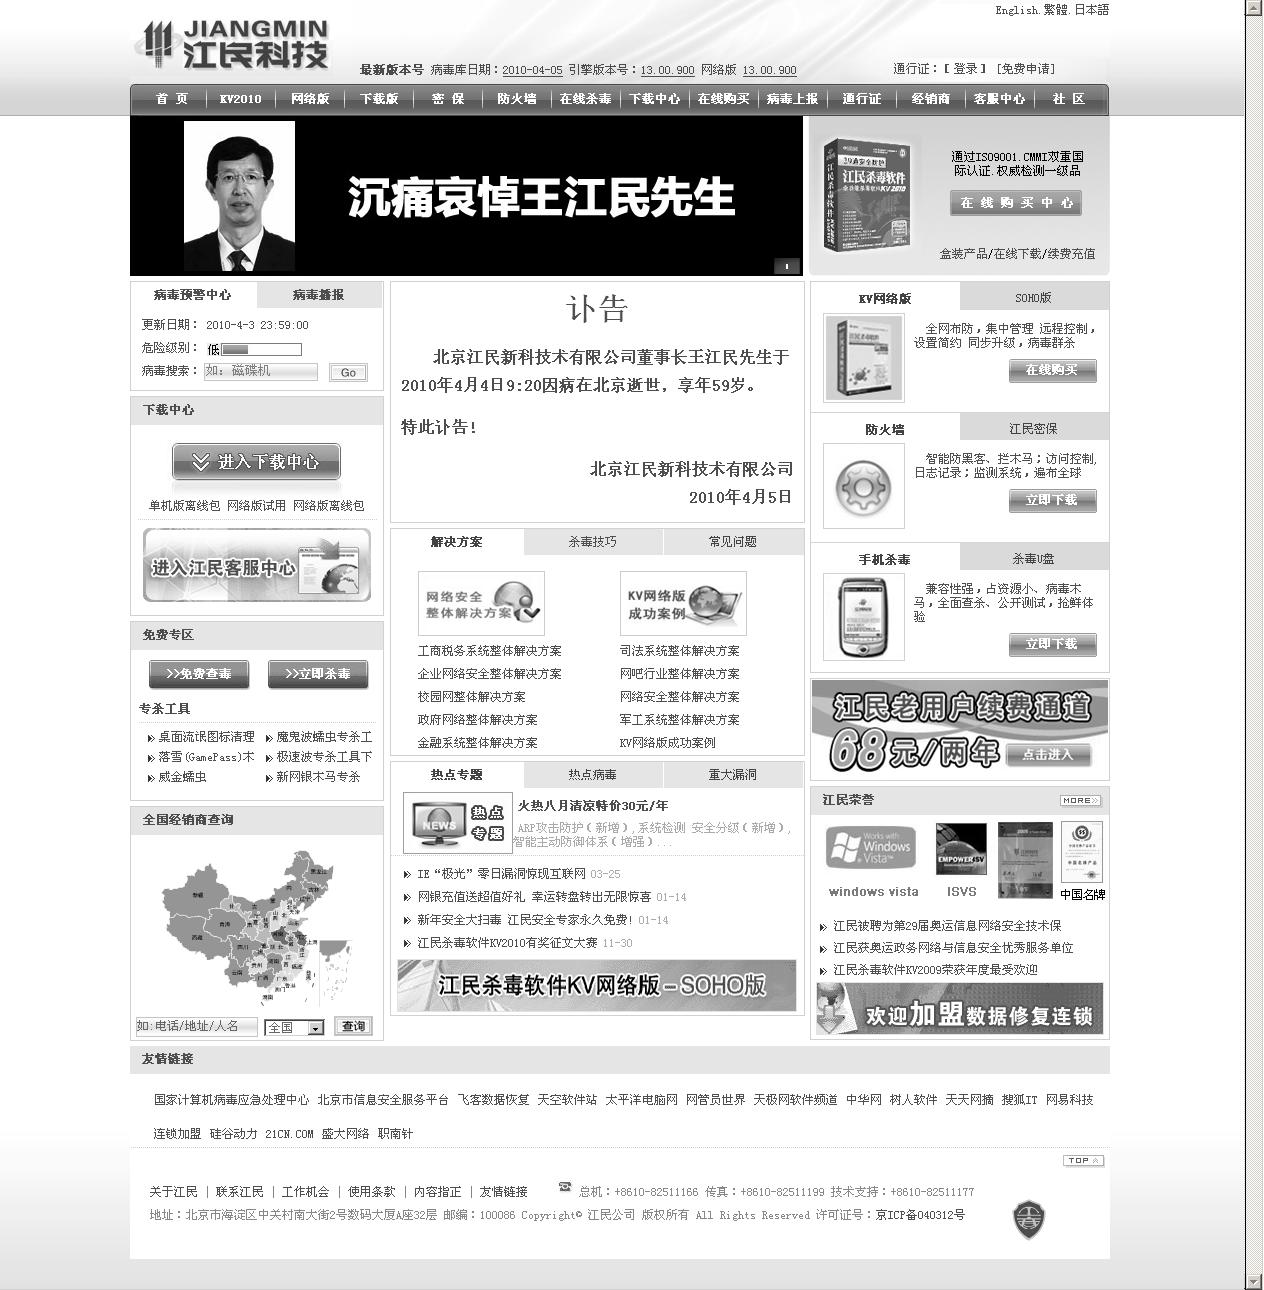 English.繁體.日本語
JIANGMIN
江民科技
最新版本号 病毒库日期：2010-04-05 引擎版本号：13.00.900 网络版 13.00.900
通行证：[ 登录 ] [免费申请]
首 页 KV2010 网络版 下载版 密 保 防火墙 在线杀毒 下载中心 在线购买 病毒上报 通行证 经销商 客服中心 社 区
沉痛哀悼王江民先生
1
江民杀毒软件
KV2010
通过ISO9001.CMMI双重国
际认证.权威检测一级品
在 线 购 买 中 心
盒装产品/在线下载/续费充值
病毒预警中心 病毒播报
更新日期： 2010-4-3 23:59:00
危险级别： 低
病毒搜索： 如：磁碟机 Go
下载中心
进入下载中心
单机版离线包 网络版试用 网络版离线包
进入江民客服中心
免费专区
>>免费查毒 >>立即杀毒
专杀工具
桌面流氓图标清理 魔鬼波蠕虫专杀工
落雪(GamePass)木 极速波专杀工具下
威金蠕虫 新网银木马专杀
全国经销商查询
如:电话/地址/人名 全国 查询
讣告
北京江民新科技术有限公司董事长王江民先生于
2010年4月4日9:20因病在北京逝世，享年59岁。
特此讣告！
北京江民新科技术有限公司
2010年4月5日
解决方案 杀毒技巧 常见问题
网络安全
整体解决方案
KV网络版
成功案例
工商税务系统整体解决方案 司法系统整体解决方案
企业网络安全整体解决方案 网吧行业整体解决方案
校园网整体解决方案 网络安全整体解决方案
政府网络整体解决方案 军工系统整体解决方案
金融系统整体解决方案 KV网络版成功案例
热点专题 热点病毒 重大漏洞
NEWS
热点
专题
火热八月清凉特价30元/年
ARP攻击防护（新增）,系统检测 安全分级（新增）,
智能主动防御体系（增强）...
IE“极光”零日漏洞惊现互联网 03-25
网银充值送超值好礼 幸运转盘转出无限惊喜 01-14
新年安全大扫毒 江民安全专家永久免费! 01-14
江民杀毒软件KV2010有奖征文大赛 11-30
江民杀毒软件KV网络版－SOHO版
KV网络版 SOHO版
全网布防，集中管理 远程控制，
设置简约 同步升级，病毒群杀
在线购买
防火墙 江民密保
智能防黑客、拦木马；访问控制,
日志记录；监测系统，遍布全球
立即下载
手机杀毒 杀毒U盘
兼容性强，占资源小、病毒木
马，全面查杀、公开测试，抢鲜体
验
立即下载
江民老用户续费通道
68元/两年 点击进入
江民荣誉 MORE
Works with
Windows
Vista
EMPOWER ISV
2005
windows vista ISVS 中国名牌
江民被聘为第29届奥运信息网络安全技术保
江民获奥运政务网络与信息安全优秀服务单位
江民杀毒软件KV2009荣获年度最受欢迎
欢迎加盟数据修复连锁
友情链接
国家计算机病毒应急处理中心 北京市信息安全服务平台 飞客数据恢复 天空软件站 太平洋电脑网 网管员世界 天极网软件频道 中华网 树人软件 天天网摘 搜狐IT 网易科技
连锁加盟 硅谷动力 21CN.COM 盛大网络 职南针
TOP
关于江民 | 联系江民 | 工作机会 | 使用条款 | 内容指正 | 友情链接 总机：+8610-82511166 传真：+8610-82511199 技术支持：+8610-82511177
地址：北京市海淀区中关村南大街2号数码大厦A座32层 邮编：100086 Copyright© 江民公司 版权所有 All Rights Reserved 许可证号：京ICP备040312号